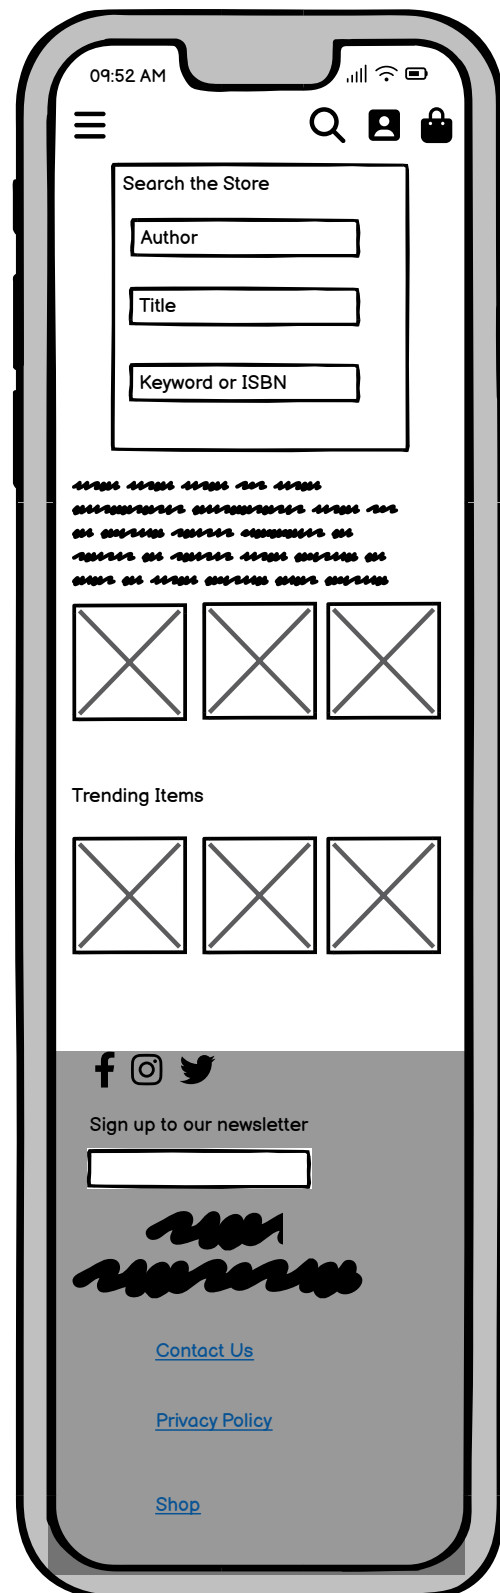 09:52 AM
Search the Store
Author
Title
Keyword or ISBN
Trending Items
Sign up to our newsletter
Contact Us
Privacy Policy
Shop